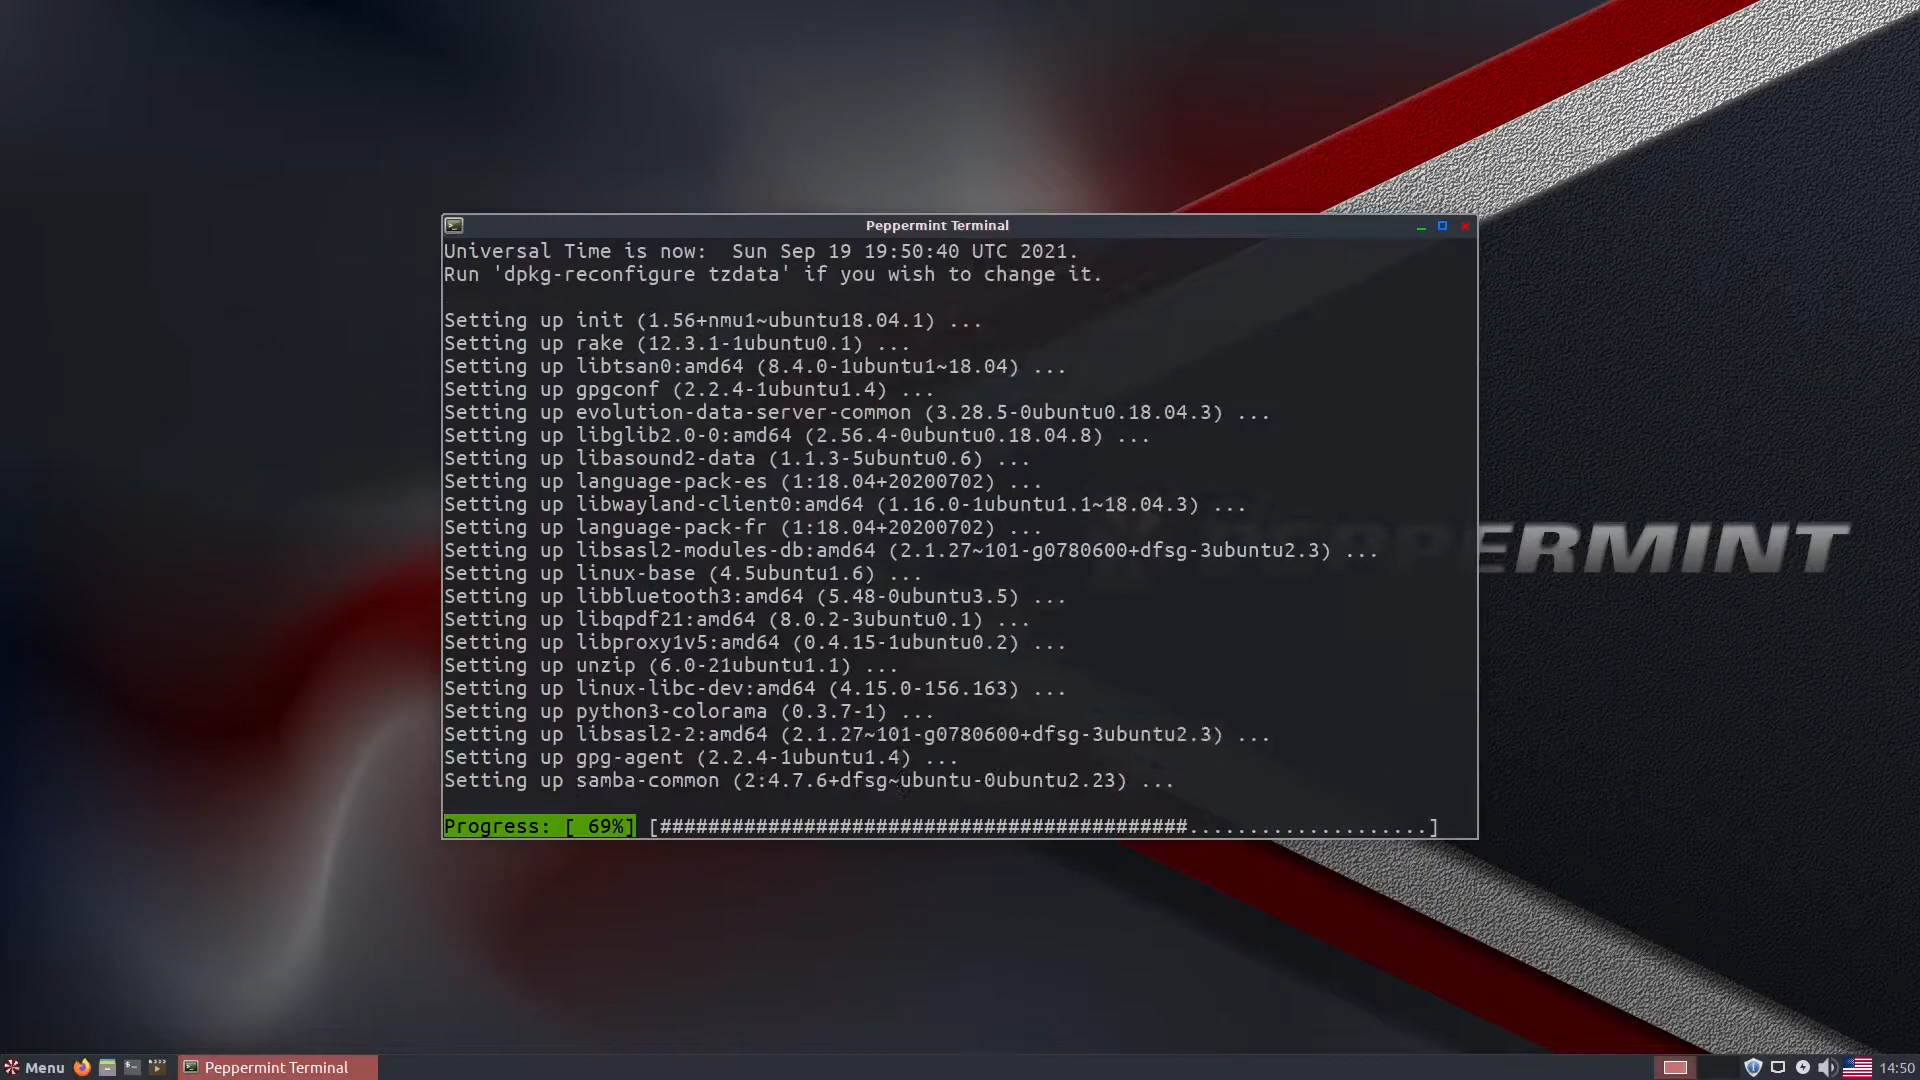 Peppermint Terminal
Universal Time is now:  Sun Sep 19 19:50:40 UTC 2021.
Run 'dpkg-reconfigure tzdata' if you wish to change it.
Setting up init (1.56+nmu1~ubuntu18.04.1) ...
Setting up rake (12.3.1-1ubuntu0.1) ...
Setting up libtsan0:amd64 (8.4.0-1ubuntu1~18.04) ...
Setting up gpgconf (2.2.4-1ubuntu1.4) ...
Setting up evolution-data-server-common (3.28.5-0ubuntu0.18.04.3) ...
Setting up libglib2.0-0:amd64 (2.56.4-0ubuntu0.18.04.8) ...
Setting up libasound2-data (1.1.3-5ubuntu0.6) ...
Setting up language-pack-es (1:18.04+20200702) ...
Setting up libwayland-client0:amd64 (1.16.0-1ubuntu1.1~18.04.3) ...
Setting up language-pack-fr (1:18.04+20200702) ...
Setting up libsasl2-modules-db:amd64 (2.1.27~101-g0780600+dfsg-3ubuntu2.3) ...
Setting up linux-base (4.5ubuntu1.6) ...
Setting up libbluetooth3:amd64 (5.48-0ubuntu3.5) ...
Setting up libqpdf21:amd64 (8.0.2-3ubuntu0.1) ...
Setting up libproxy1v5:amd64 (0.4.15-1ubuntu0.2) ...
Setting up unzip (6.0-21ubuntu1.1) ...
Setting up linux-libc-dev:amd64 (4.15.0-156.163) ...
Setting up python3-colorama (0.3.7-1) ...
Setting up libsasl2-2:amd64 (2.1.27~101-g0780600+dfsg-3ubuntu2.3) ...
Setting up gpg-agent (2.2.4-1ubuntu1.4) ...
Setting up samba-common (2:4.7.6+dfsg~ubuntu-0ubuntu2.23) ...
Progress: [ 69%] [############################################....................]
PEPPERMINT
Menu
Peppermint Terminal
14:50